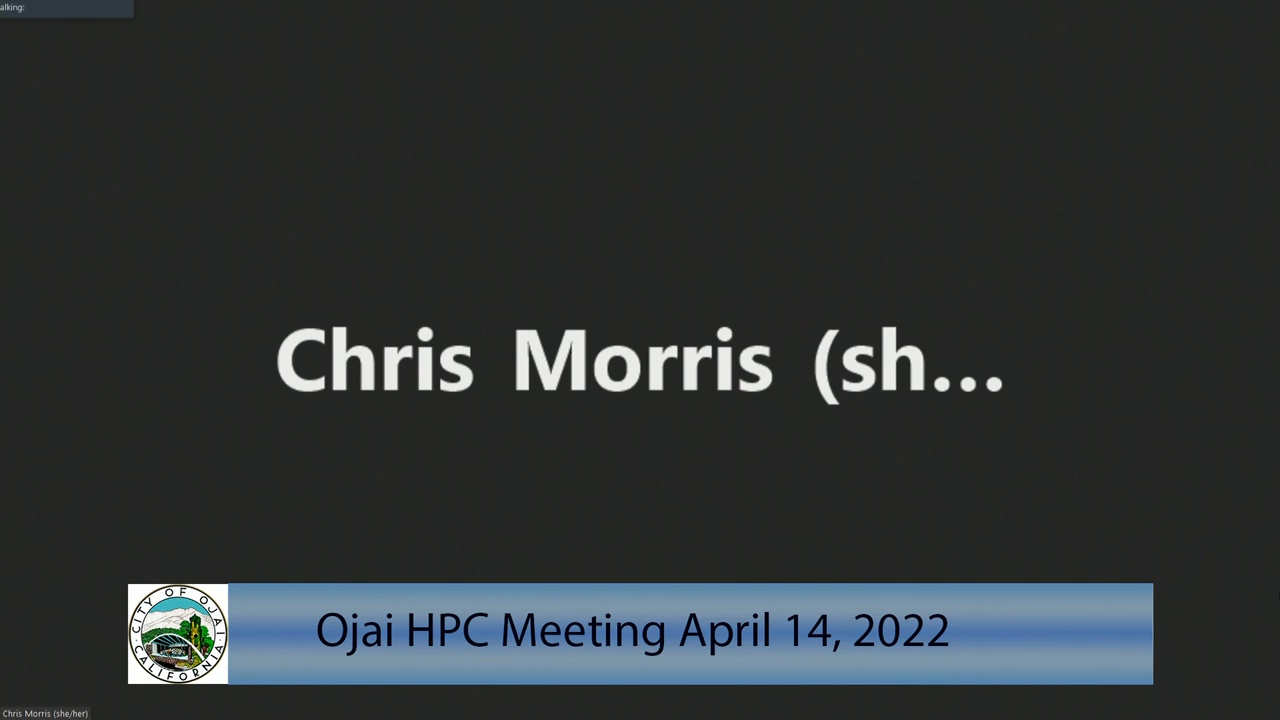 alking:
Chris Morris (sh...
CITY OF OJAI
CALIFORNIA
Ojai HPC Meeting April 14, 2022
Chris Morris (she/her)